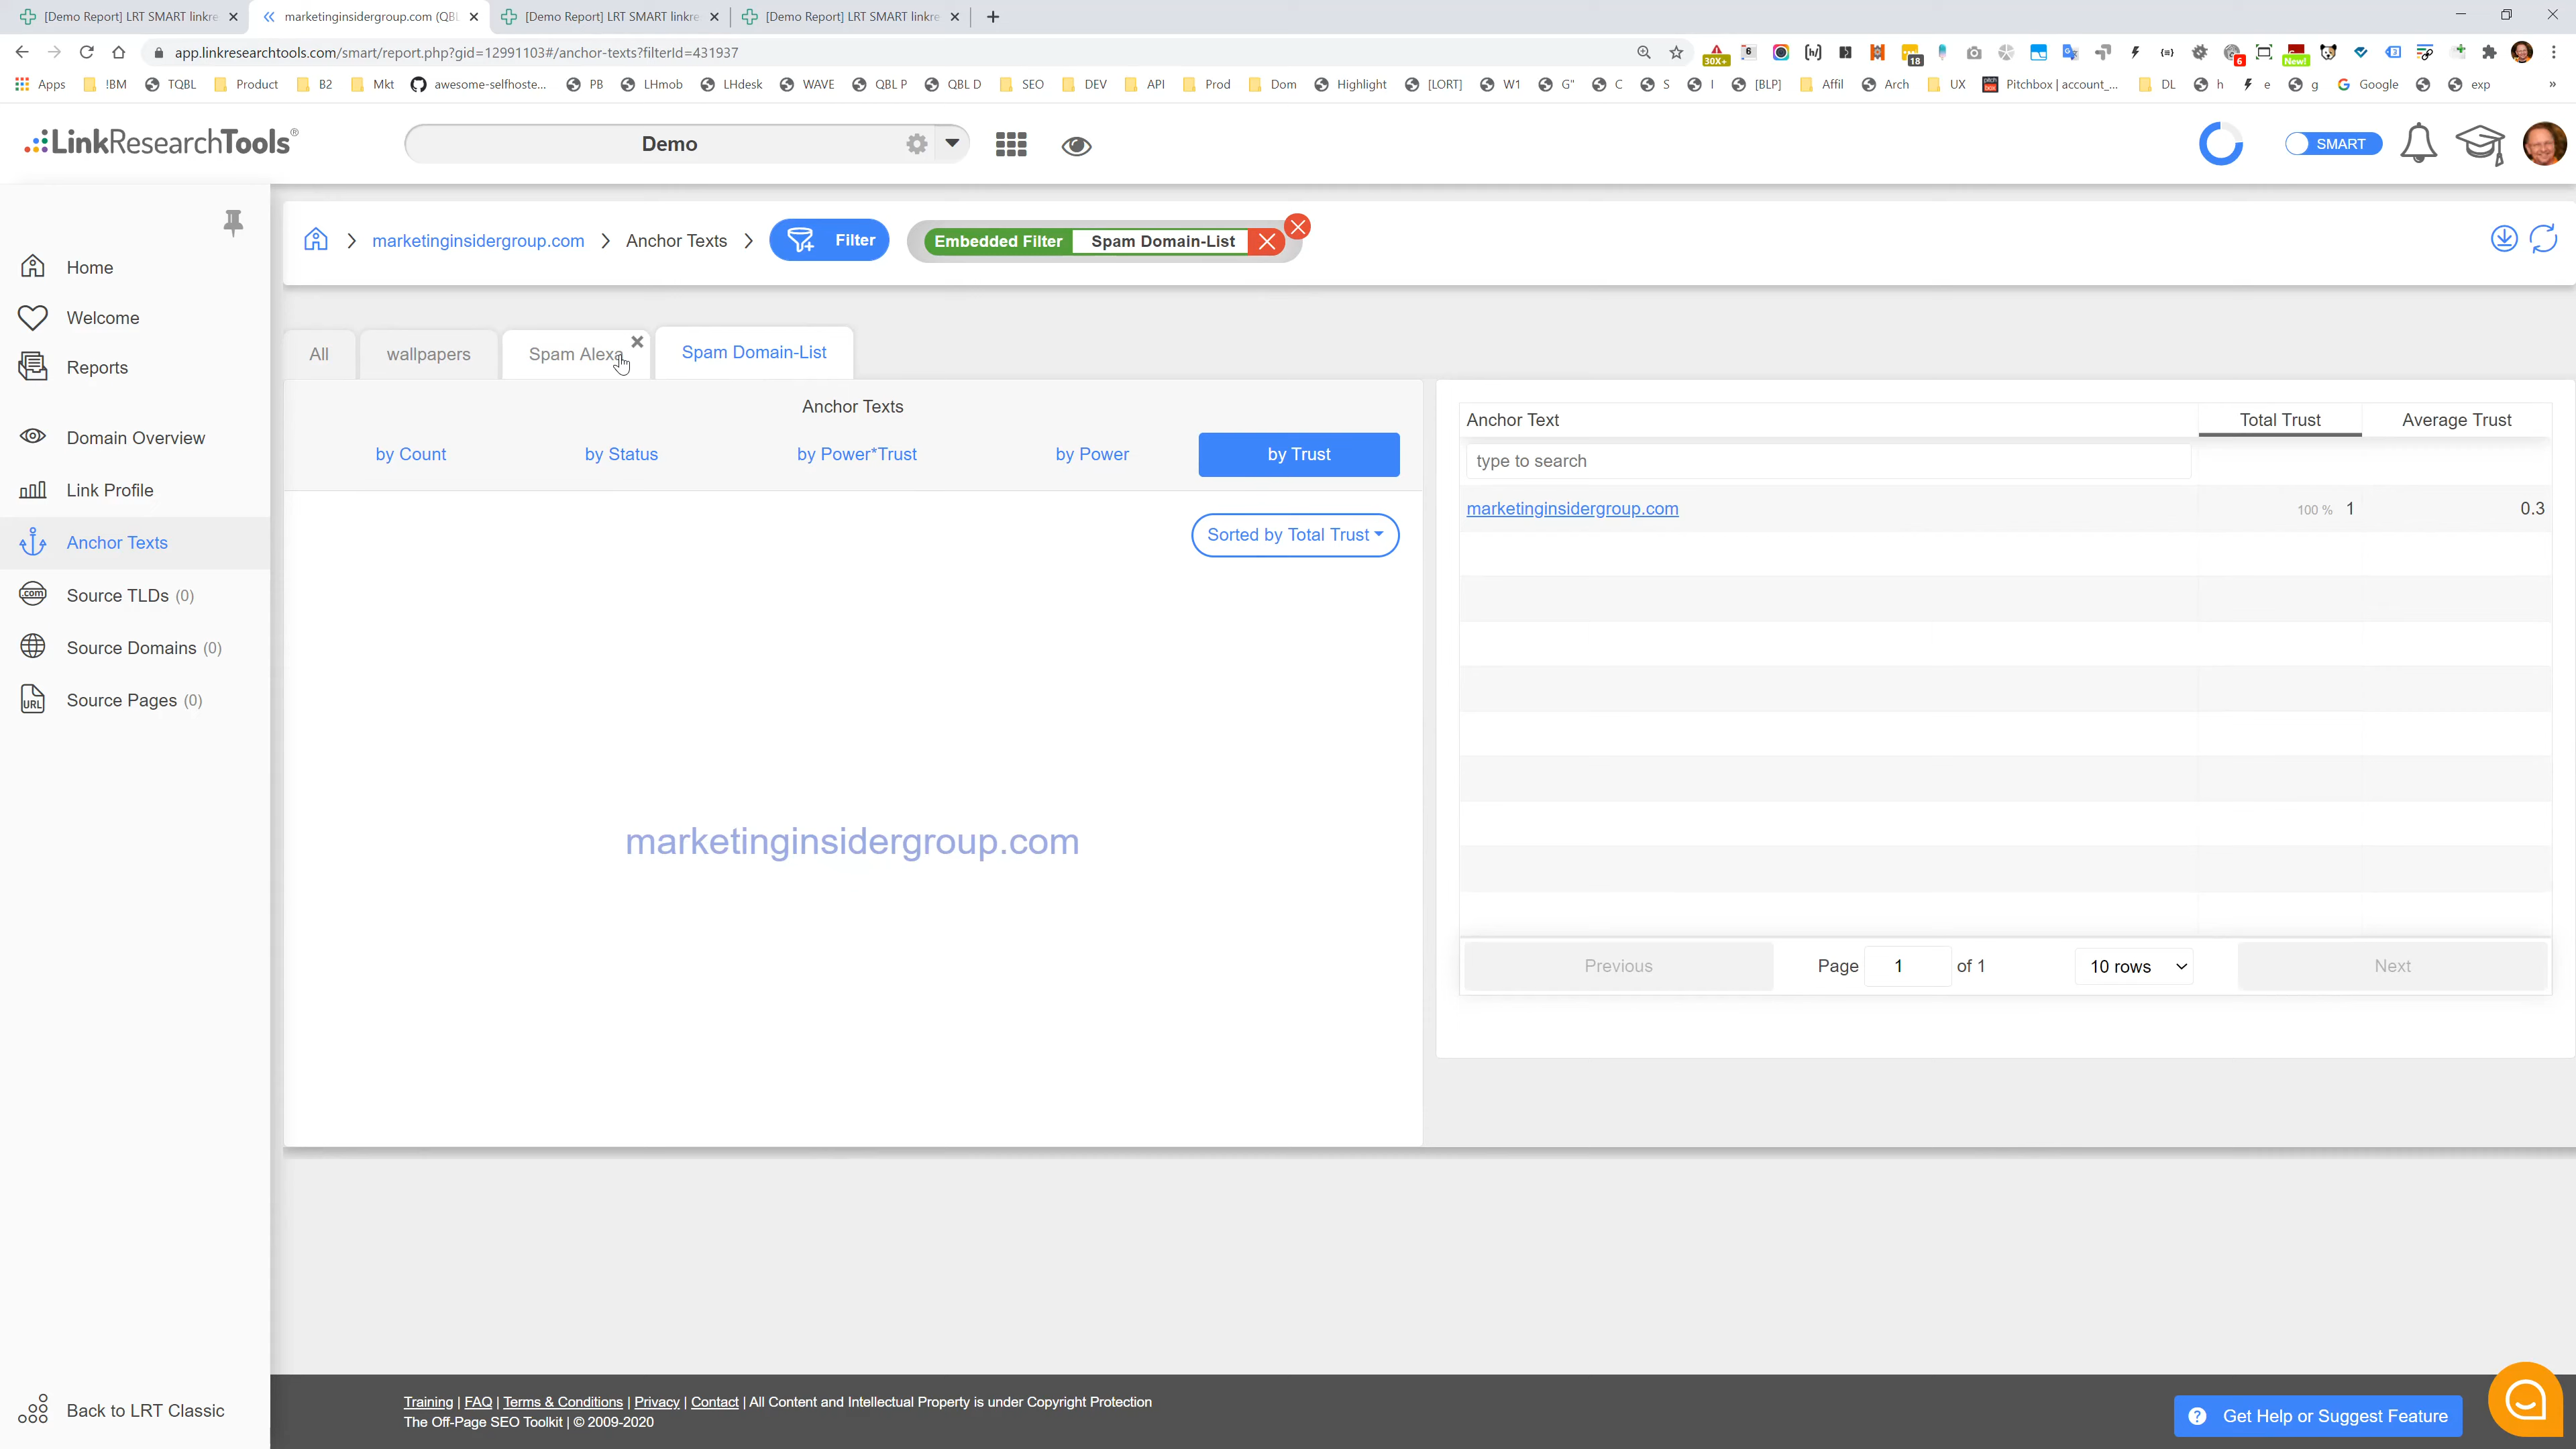 [Demo Report] LRT SMART linkre
marketinginsidergroup.com (QBL
[Demo Report] LRT SMART linkre
[Demo Report] LRT SMART linkre
app.linkresearchtools.com/smart/report.php?gid=12991103#/anchor-texts?filterId=431937
30X+
6
[h/]
18
6
New!
Apps
!BM
TQBL
Product
B2
Mkt
awesome-selfhoste...
PB
LHmob
LHdesk
WAVE
QBL P
QBL D
SEO
DEV
API
Prod
Dom
Highlight
[LORT]
W1
G"
C
S
I
[BLP]
Affil
Arch
UX
Pitchbox | account_...
DL
h
e
g
Google
exp
LinkResearchTools®
Demo
SMART
marketinginsidergroup.com
Anchor Texts
Filter
Embedded Filter
Spam Domain-List
Home
Welcome
Reports
Domain Overview
Link Profile
Anchor Texts
.com
Source TLDs (0)
Source Domains (0)
URL
Source Pages (0)
Back to LRT Classic
All
wallpapers
Spam Alexa
Spam Domain-List
Anchor Texts
by Count
by Status
by Power*Trust
by Power
by Trust
Sorted by Total Trust
marketinginsidergroup.com
Anchor Text
Total Trust
Average Trust
type to search
marketinginsidergroup.com
100 % 1
0.3
Previous
Page
1
of 1
10 rows
Next
Training | FAQ | Terms & Conditions | Privacy | Contact | All Content and Intellectual Property is under Copyright Protection
The Off-Page SEO Toolkit | © 2009-2020
? Get Help or Suggest Feature